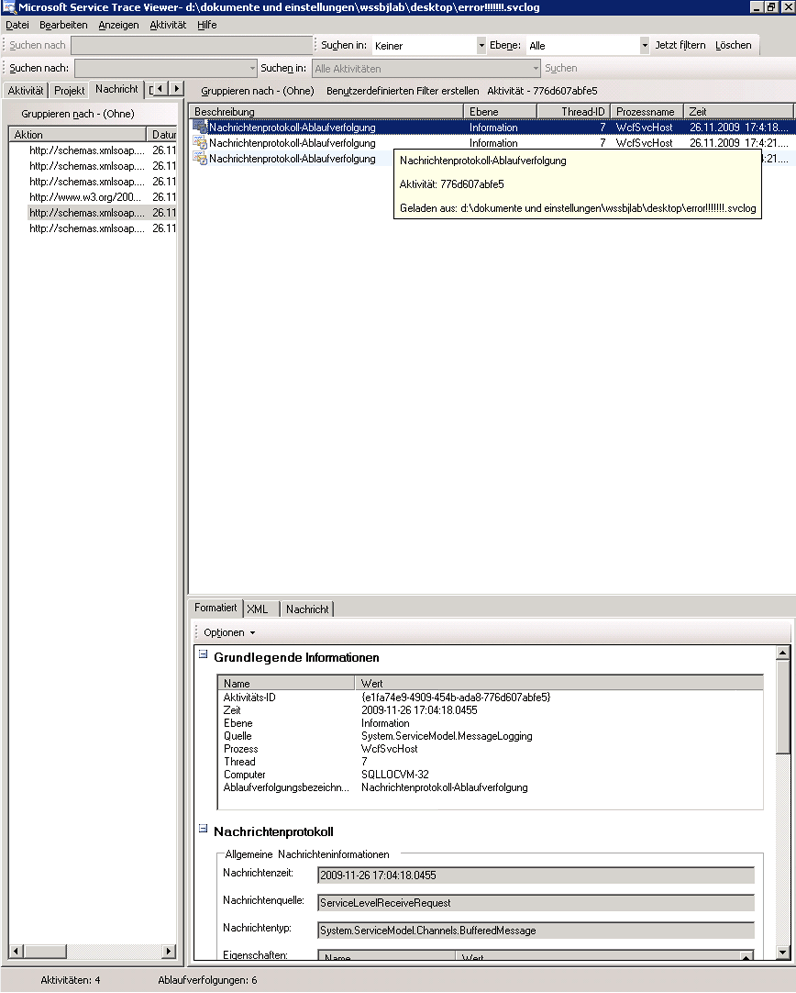 Microsoft Service Trace Viewer- d:\dokumente und einstellungen\wssbjlab\desktop\error!!!!!!!.svclog
Datei Bearbeiten Anzeigen Aktivität Hilfe
Suchen nach Suchen in: Keiner Ebene: Alle Jetzt filtern Löschen
Suchen nach: Suchen in: Alle Aktivitäten Suchen
Aktivität Projekt Nachricht
Gruppieren nach - (Ohne)
Aktion Datur
http://schemas.xmlsoap.... 26.11
http://schemas.xmlsoap.... 26.11
http://schemas.xmlsoap.... 26.11
http://www.w3.org/200... 26.11
http://schemas.xmlsoap.... 26.11
http://schemas.xmlsoap.... 26.11
Gruppieren nach - (Ohne) Benutzerdefinierten Filter erstellen Aktivität - 776d607abfe5
Beschreibung Ebene Thread-ID Prozessname Zeit
Nachrichtenprotokoll-Ablaufverfolgung Information 7 WcfSvcHost 26.11.2009 17:4:18....
Nachrichtenprotokoll-Ablaufverfolgung Information 7 WcfSvcHost 26.11.2009 17:4:21....
Nachrichtenprotokoll-Ablaufverfolgung 4:21....
Nachrichtenprotokoll-Ablaufverfolgung
Aktivität: 776d607abfe5
Geladen aus: d:\dokumente und einstellungen\wssbjlab\desktop\error!!!!!!!.svclog
Formatiert XML Nachricht
Optionen
Grundlegende Informationen
Name Wert
Aktivitäts-ID {e1fa74e9-4909-454b-ada8-776d607abfe5}
Zeit 2009-11-26 17:04:18.0455
Ebene Information
Quelle System.ServiceModel.MessageLogging
Prozess WcfSvcHost
Thread 7
Computer SQLLOCVM-32
Ablaufverfolgungsbezeichn... Nachrichtenprotokoll-Ablaufverfolgung
Nachrichtenprotokoll
Allgemeine Nachrichteninformationen
Nachrichtenzeit: 2009-11-26 17:04:18.0455
Nachrichtenquelle: ServiceLevelReceiveRequest
Nachrichtentyp: System.ServiceModel.Channels.BufferedMessage
Eigenschaften: Name Wert
Aktivitäten: 4 Ablaufverfolgungen: 6